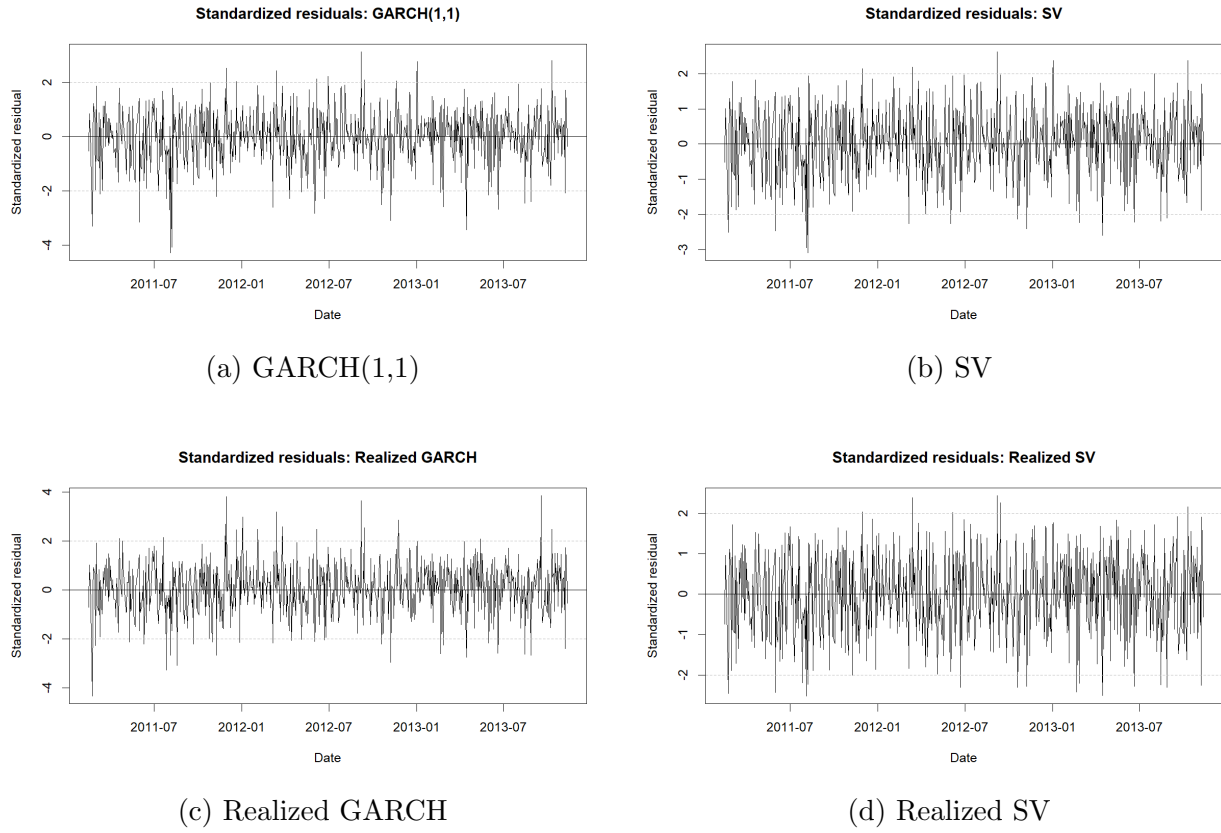 Standardized residuals: GARCH(1,1)
Standardized residual
2
0
-2
-4
2011-07 2012-01 2012-07 2013-01 2013-07
Date
(a) GARCH(1,1)
Standardized residuals: SV
Standardized residual
2
1
0
-1
-2
-3
2011-07 2012-01 2012-07 2013-01 2013-07
Date
(b) SV
Standardized residuals: Realized GARCH
Standardized residual
4
2
0
-2
-4
2011-07 2012-01 2012-07 2013-01 2013-07
Date
(c) Realized GARCH
Standardized residuals: Realized SV
Standardized residual
2
1
0
-1
-2
2011-07 2012-01 2012-07 2013-01 2013-07
Date
(d) Realized SV